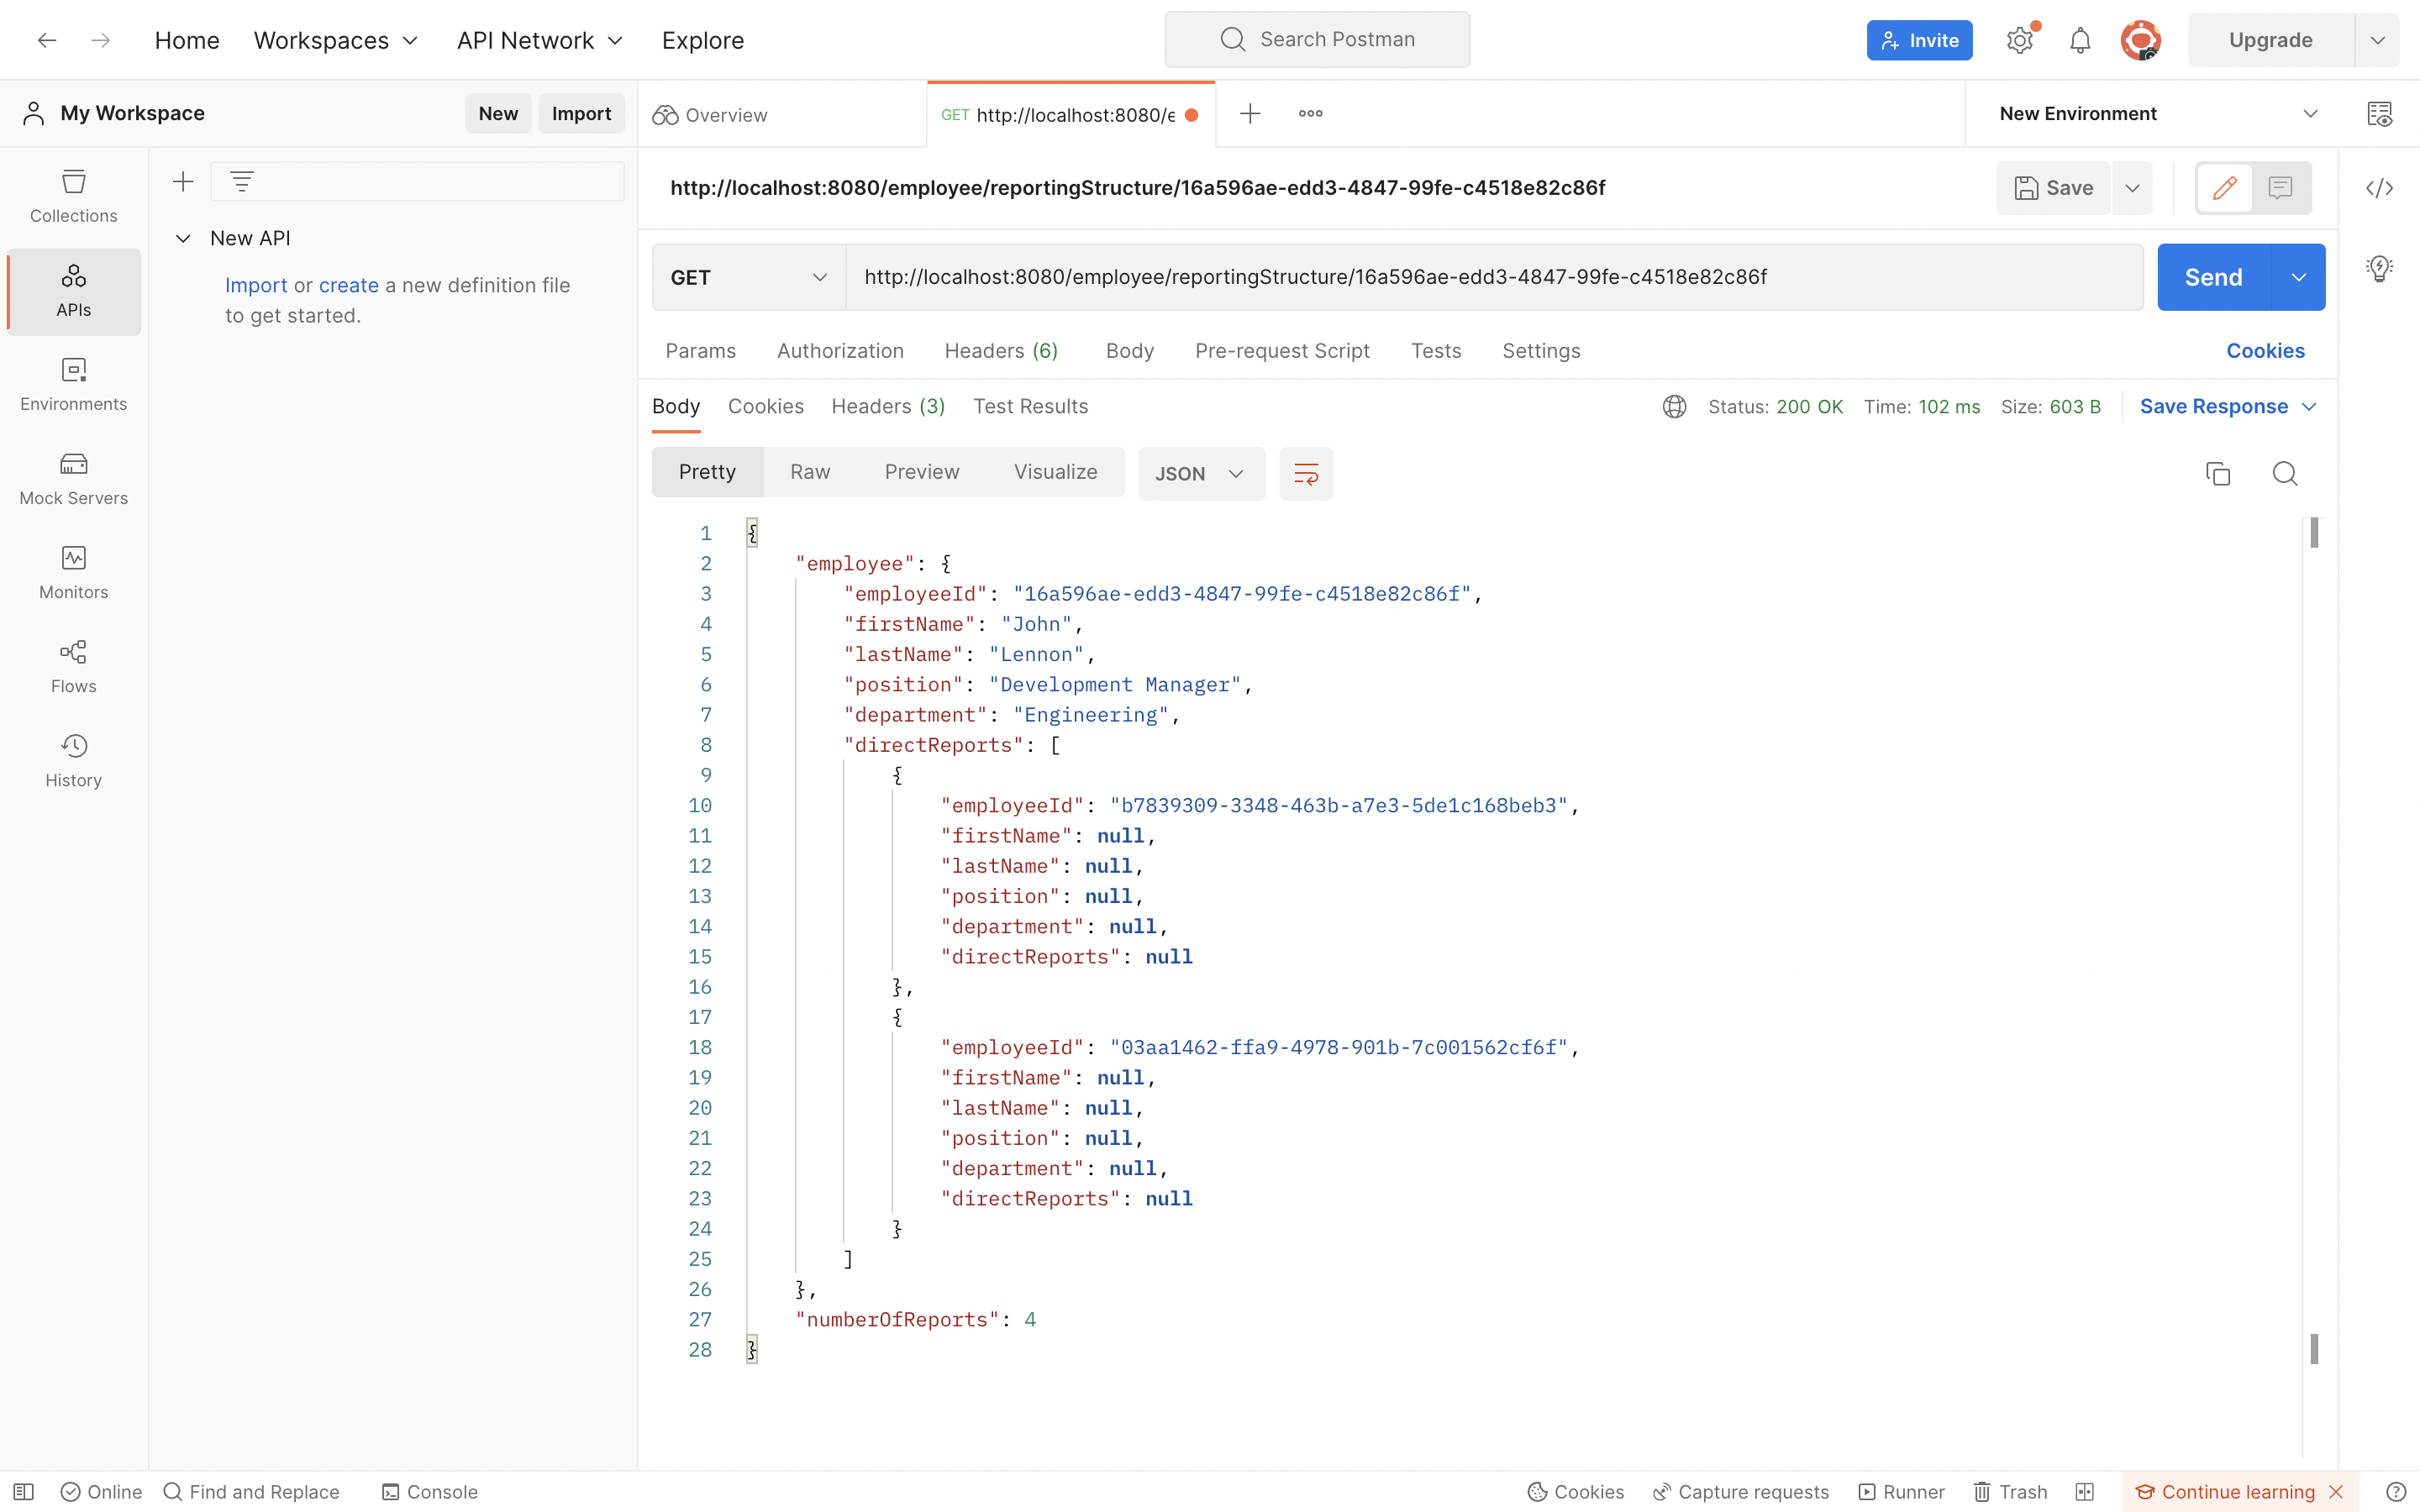 Home Workspaces API Network Explore Search Postman Invite Upgrade
My Workspace New Import Overview GET http://localhost:8080/e New Environment
Collections
APIs
Environments
Mock Servers
Monitors
Flows
History
New API
Import or create a new definition file
to get started.
http://localhost:8080/employee/reportingStructure/16a596ae-edd3-4847-99fe-c4518e82c86f Save
GET http://localhost:8080/employee/reportingStructure/16a596ae-edd3-4847-99fe-c4518e82c86f Send
Params Authorization Headers (6) Body Pre-request Script Tests Settings Cookies
Body Cookies Headers (3) Test Results Status: 200 OK Time: 102 ms Size: 603 B Save Response
Pretty Raw Preview Visualize JSON
1 {
2 "employee": {
3 "employeeId": "16a596ae-edd3-4847-99fe-c4518e82c86f",
4 "firstName": "John",
5 "lastName": "Lennon",
6 "position": "Development Manager",
7 "department": "Engineering",
8 "directReports": [
9 {
10 "employeeId": "b7839309-3348-463b-a7e3-5de1c168beb3",
11 "firstName": null,
12 "lastName": null,
13 "position": null,
14 "department": null,
15 "directReports": null
16 },
17 {
18 "employeeId": "03aa1462-ffa9-4978-901b-7c001562cf6f",
19 "firstName": null,
20 "lastName": null,
21 "position": null,
22 "department": null,
23 "directReports": null
24 }
25 ]
26 },
27 "numberOfReports": 4
28 }
Online Find and Replace Console Cookies Capture requests Runner Trash Continue learning